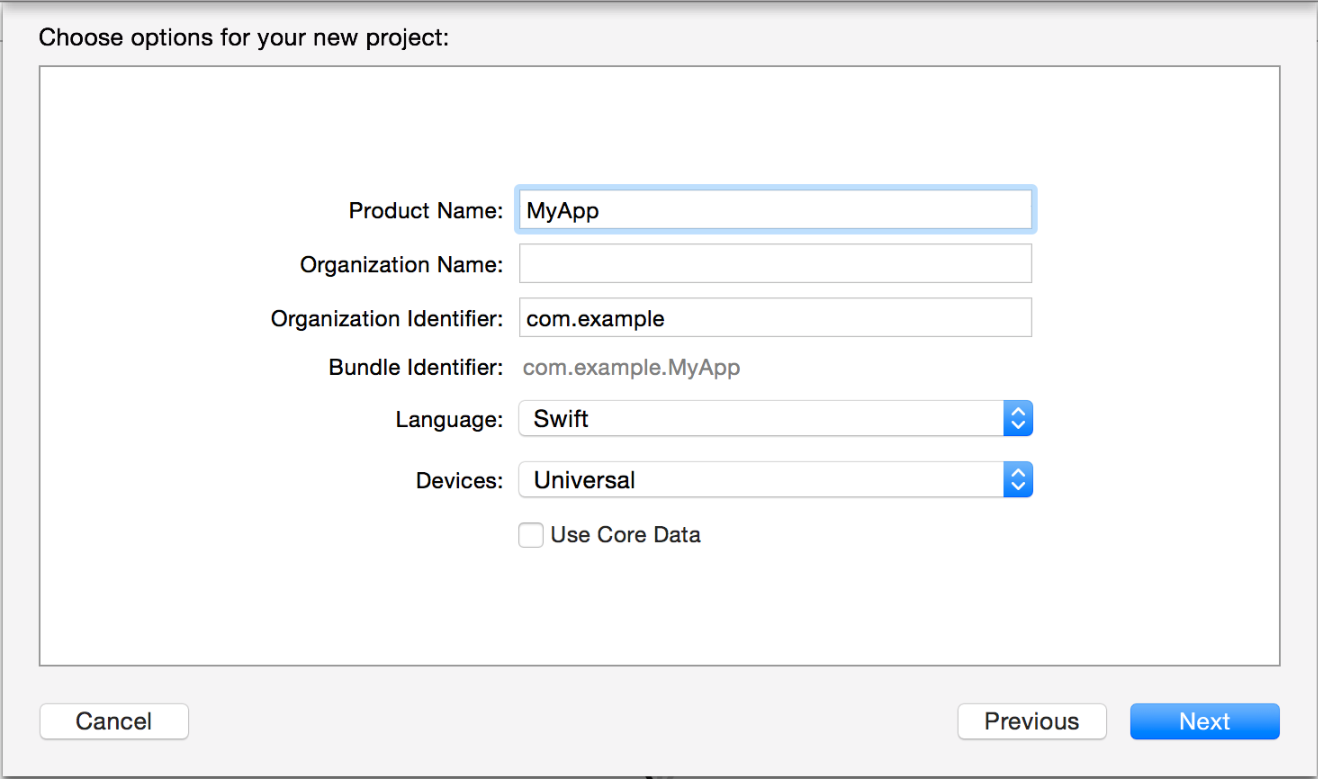 Choose options for your new project:
Product Name: MyApp
Organization Name:
Organization Identifier: com.example
Bundle Identifier: com.example.MyApp
Language: Swift
Devices: Universal
Use Core Data
Cancel Previous Next